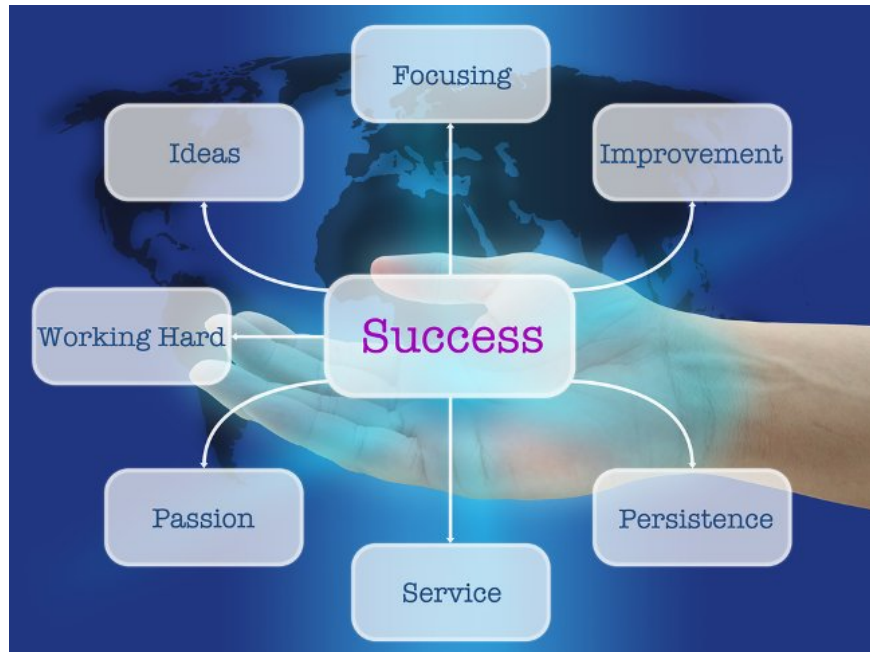 Focusing
Ideas
Improvement
Working Hard
Success
Passion
Persistence
Service